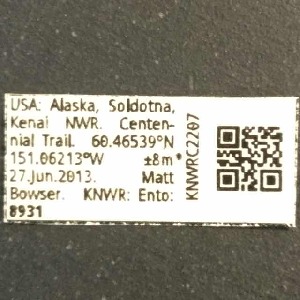 USA: Alaska, Soldotna,
Kenai NWR. Centen-
nial Trail. 60.46539°N
151.06213°W ±8m
27.Jun.2013. Matt
Bowser. KNWR: Ento:
8931
KNWRC2207